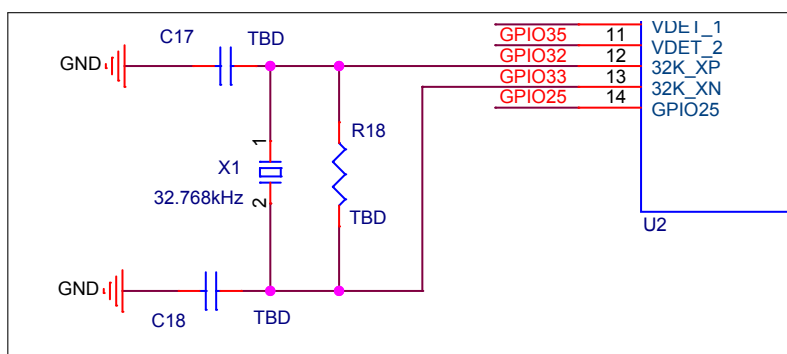 C17 TBD
GND
X1
32.768kHz
1
2
R18
TBD
GND
C18 TBD
VDET_1
GPIO35 11 VDET_2
GPIO32 12 32K_XP
GPIO33 13 32K_XN
GPIO25 14 GPIO25
U2